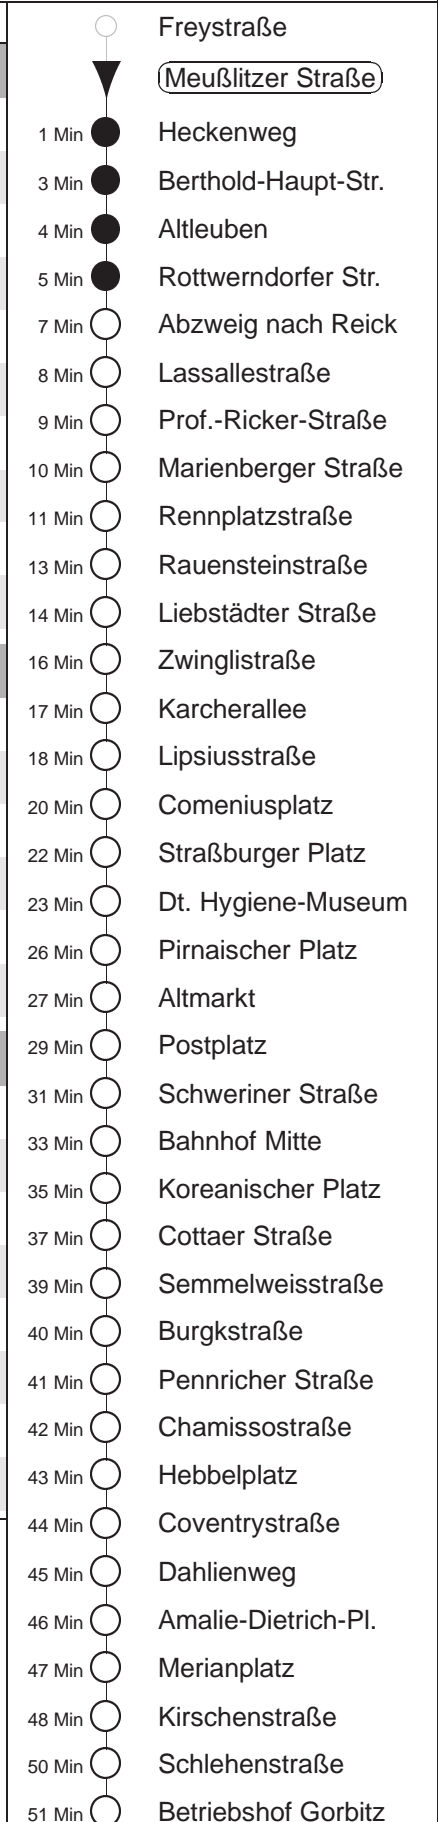 Freystraße
Meußlitzer Straße
1 Min Heckenweg
3 Min Berthold-Haupt-Str.
4 Min Altleuben
5 Min Rottwerndorfer Str.
7 Min Abzweig nach Reick
8 Min Lassallestraße
9 Min Prof.-Ricker-Straße
10 Min Marienberger Straße
11 Min Rennplatzstraße
13 Min Rauensteinstraße
14 Min Liebstädter Straße
16 Min Zwinglistraße
17 Min Karcherallee
18 Min Lipsiusstraße
20 Min Comeniusplatz
22 Min Straßburger Platz
23 Min Dt. Hygiene-Museum
26 Min Pirnaischer Platz
27 Min Altmarkt
29 Min Postplatz
31 Min Schweriner Straße
33 Min Bahnhof Mitte
35 Min Koreanischer Platz
37 Min Cottaer Straße
39 Min Semmelweisstraße
40 Min Burgkstraße
41 Min Pennricher Straße
42 Min Chamissostraße
43 Min Hebbelplatz
44 Min Coventrystraße
45 Min Dahlienweg
46 Min Amalie-Dietrich-Pl.
47 Min Merianplatz
48 Min Kirschenstraße
50 Min Schlehenstraße
51 Min Betriebshof Gorbitz